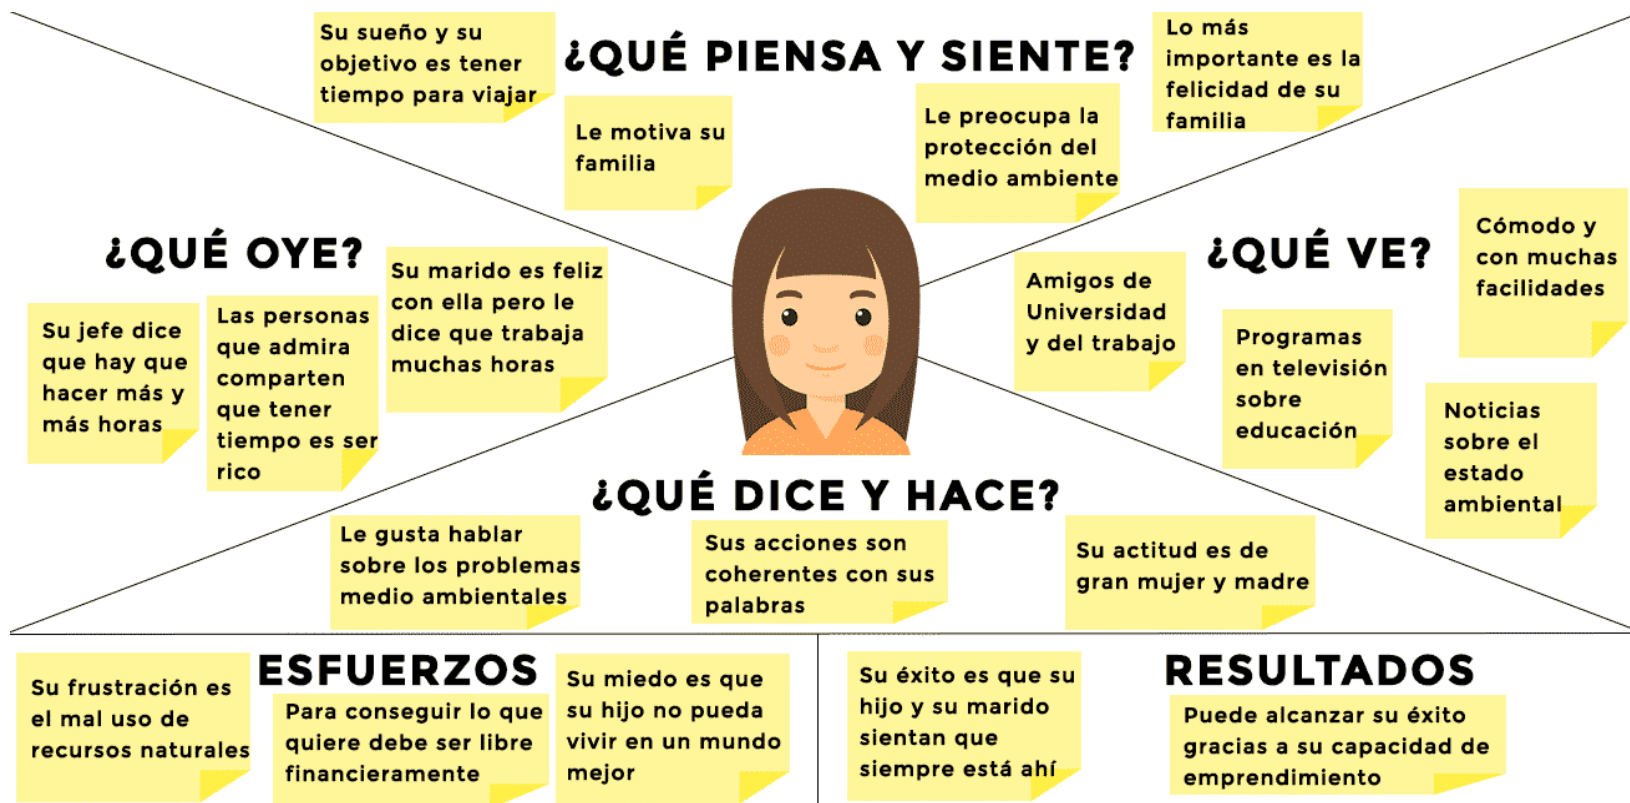 ¿QUÉ PIENSA Y SIENTE?
Su sueño y su
objetivo es tener
tiempo para viajar
Le motiva su
familia
Le preocupa la
protección del
medio ambiente
Lo más
importante es la
felicidad de su
familia
¿QUÉ OYE?
Su jefe dice
que hay que
hacer más y
más horas
Las personas
que admira
comparten
que tener
tiempo es ser
rico
Su marido es feliz
con ella pero le
dice que trabaja
muchas horas
¿QUÉ VE?
Amigos de
Universidad
y del trabajo
Programas
en televisión
sobre
educación
Cómodo y
con muchas
facilidades
Noticias
sobre el
estado
ambiental
¿QUÉ DICE Y HACE?
Le gusta hablar
sobre los problemas
medio ambientales
Sus acciones son
coherentes con sus
palabras
Su actitud es de
gran mujer y madre
ESFUERZOS
Su frustración es
el mal uso de
recursos naturales
Para conseguir lo que
quiere debe ser libre
financieramente
Su miedo es que
su hijo no pueda
vivir en un mundo
mejor
RESULTADOS
Su éxito es que su
hijo y su marido
sientan que
siempre está ahí
Puede alcanzar su éxito
gracias a su capacidad de
emprendimiento